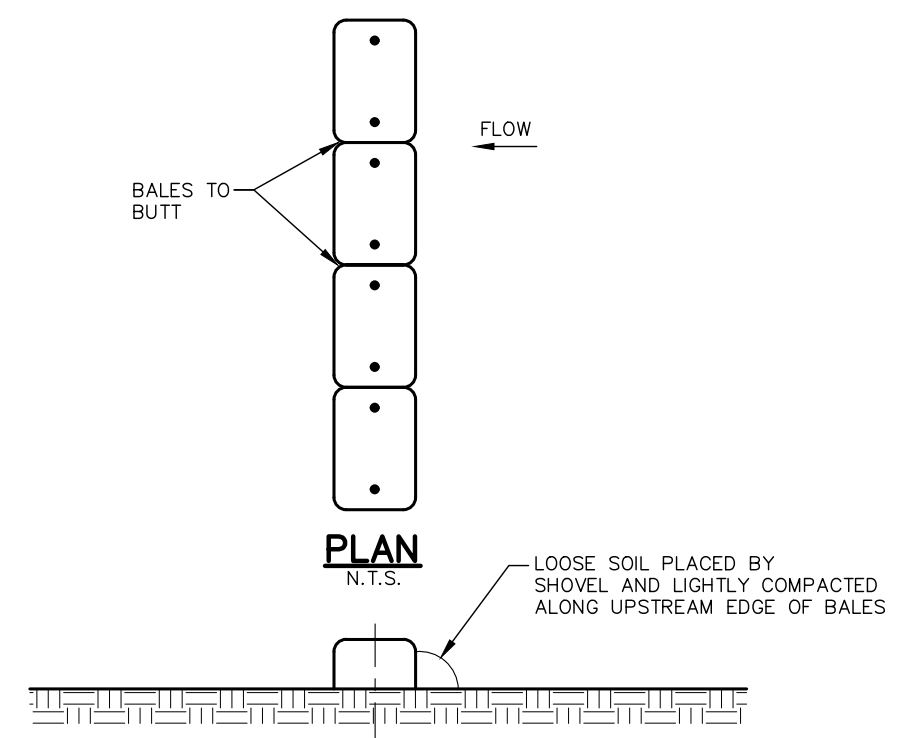 FLOW
BALES TO
BUTT
PLAN
N.T.S.
LOOSE SOIL PLACED BY
SHOVEL AND LIGHTLY COMPACTED
ALONG UPSTREAM EDGE OF BALES